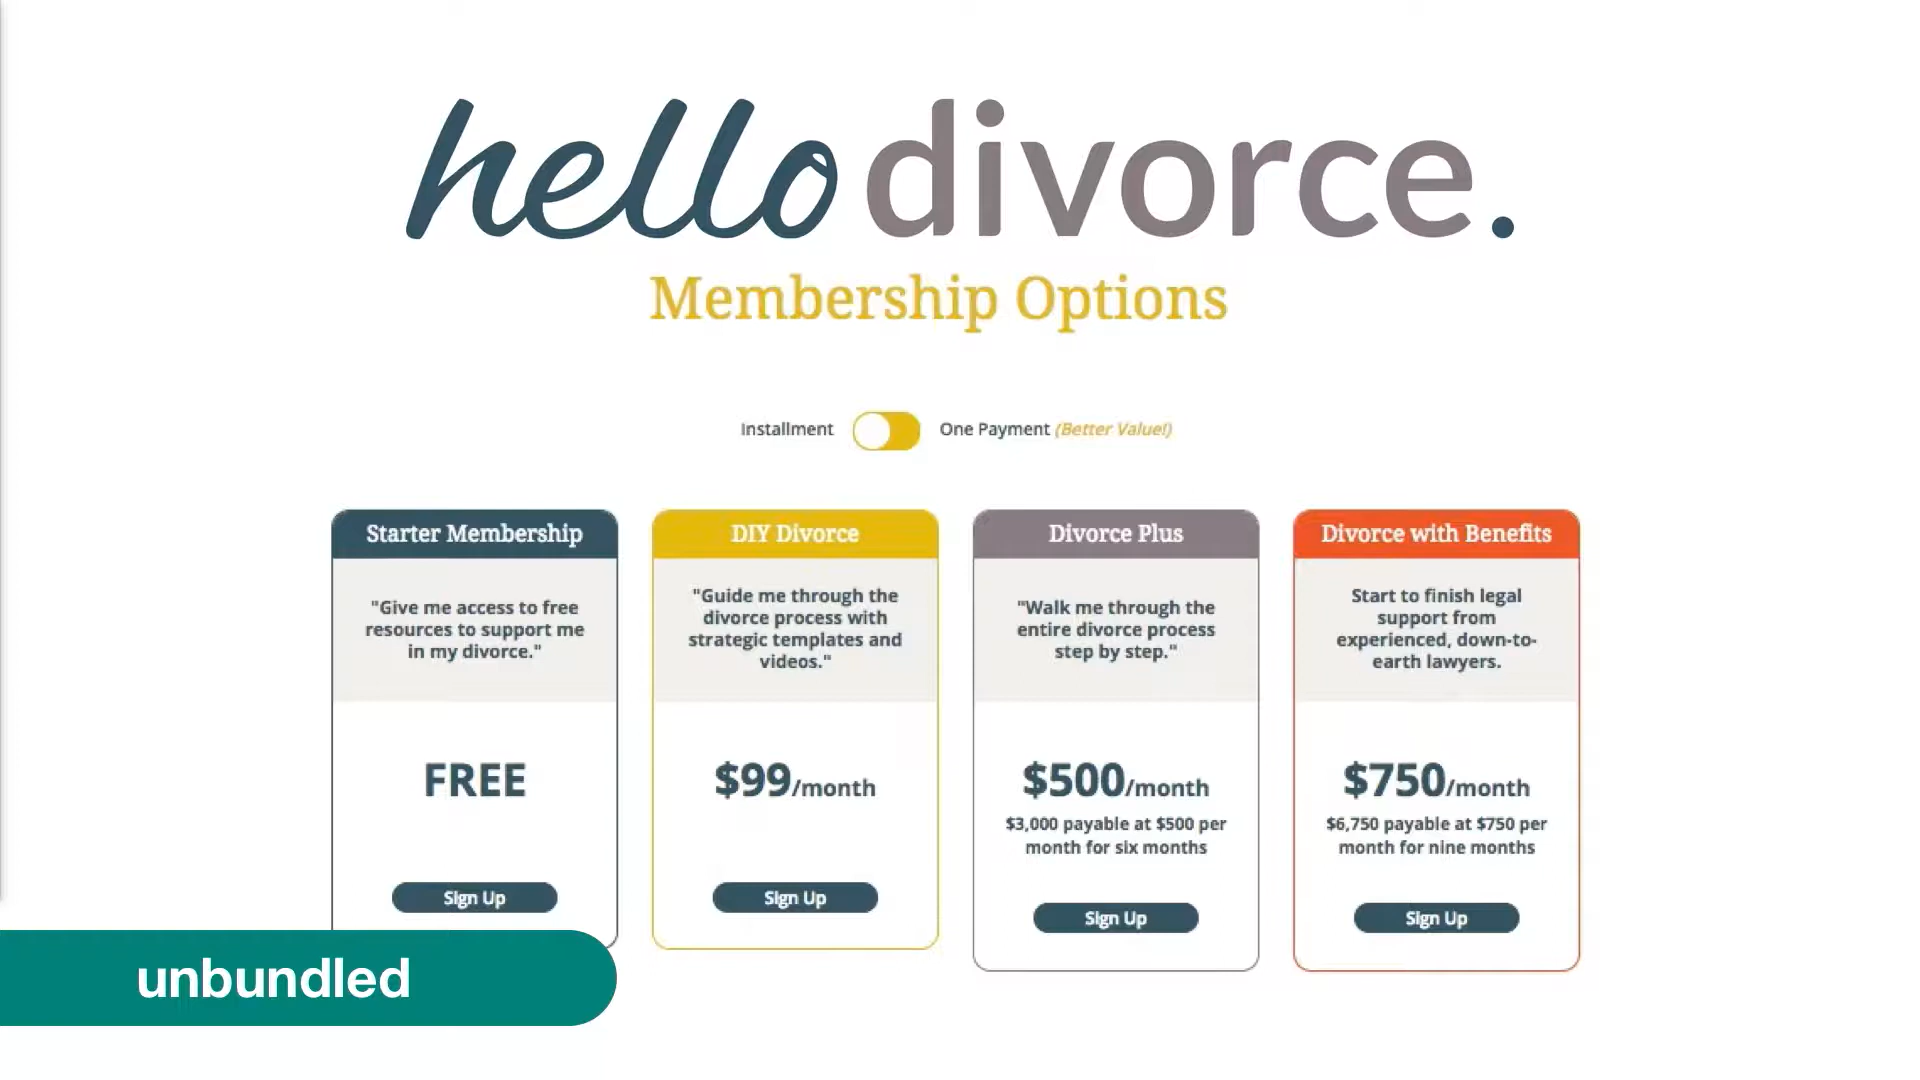 hello divorce.
Membership Options
Installment One Payment (Better Value!)
Starter Membership
"Give me access to free
resources to support me
in my divorce."
FREE
Sign Up
DIY Divorce
"Guide me through the
divorce process with
strategic templates and
videos."
$99/month
Sign Up
Divorce Plus
"Walk me through the
entire divorce process
step by step."
$500/month
$3,000 payable at $500 per
month for six months
Sign Up
Divorce with Benefits
Start to finish legal
support from
experienced, down-to-
earth lawyers.
$750/month
$6,750 payable at $750 per
month for nine months
Sign Up
unbundled